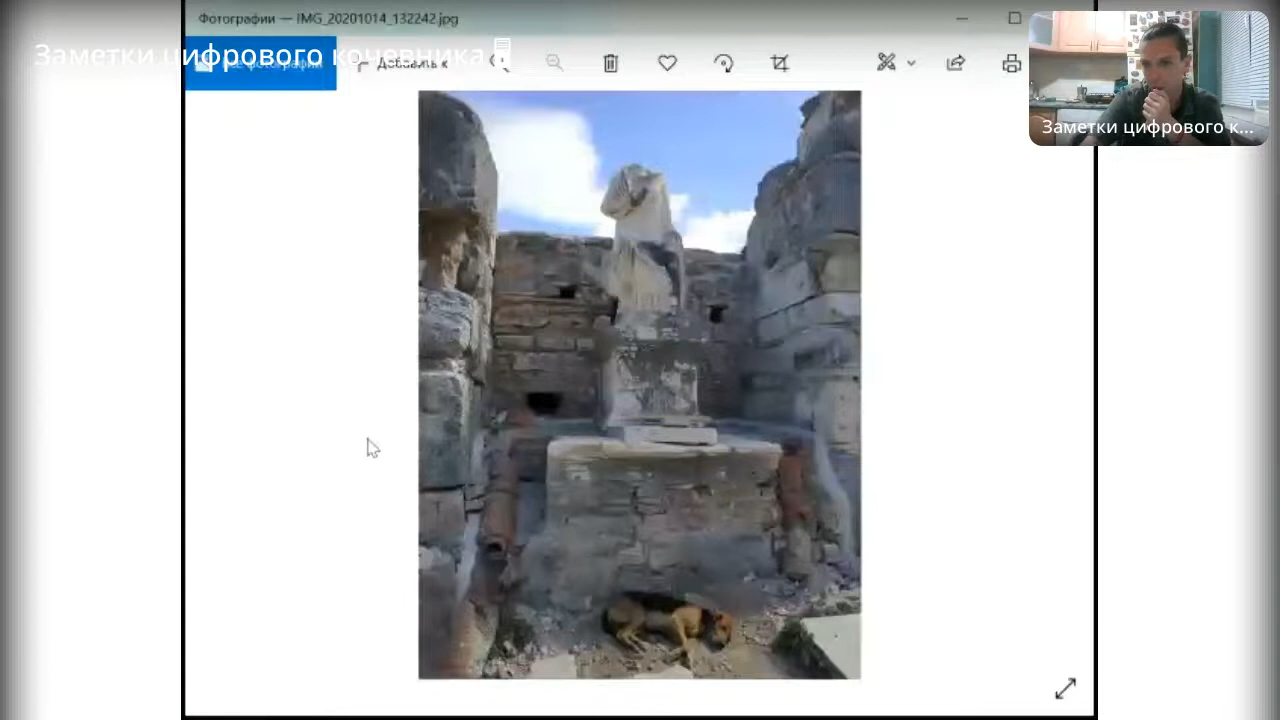 Фотографии — IMG_20201014_132242.jpg
Заметки цифрового кочевника
Добавить к
Заметки цифрового к...